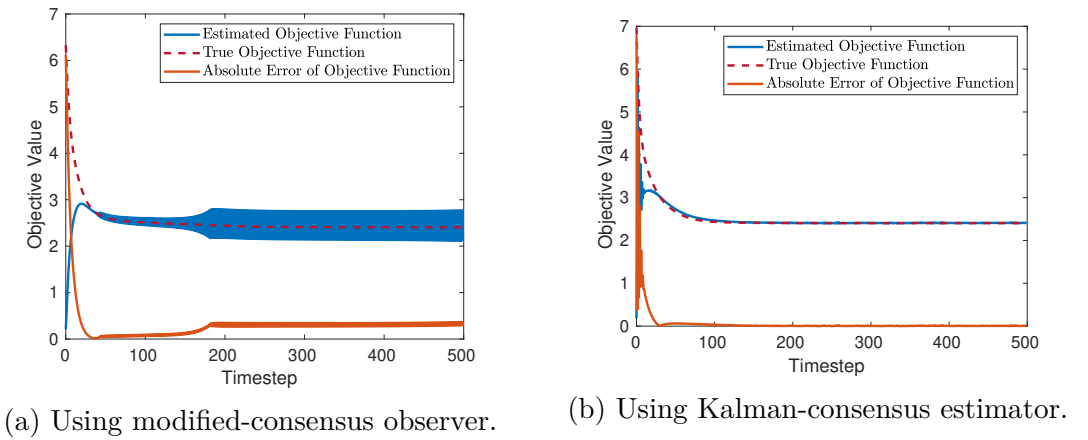 7
6
5
4
3
2
1
0
Objective Value
Estimated Objective Function
True Objective Function
Absolute Error of Objective Function
0 100 200 300 400 500
Timestep
(a) Using modified-consensus observer.
7
6
5
4
3
2
1
0
Objective Value
Estimated Objective Function
True Objective Function
Absolute Error of Objective Function
0 100 200 300 400 500
Timestep
(b) Using Kalman-consensus estimator.